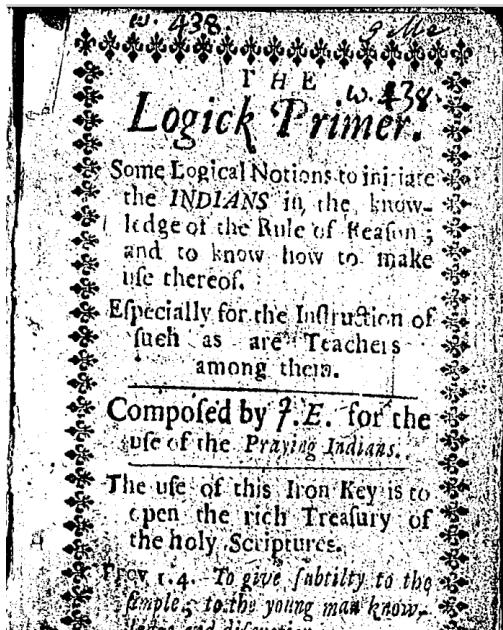 w. 438
THE
w. 438.
Logick Primer.
Some Logical Notions to initiate
the INDIANS in the know-
ledge of the Rule of Reaſon;
and to know how to make
uſe thereof.
Eſpecially for the Inſtruction of
ſuch as are Teachers
among them.
Compoſed by J.E. for the
uſe of the Praying Indians.
The uſe of this Iron Key is to
open the rich Treaſury of
the holy Scriptures.
Prov 1.4. To give ſubtilty to the
ſimple; to the young man know-
ledge and diſcretion